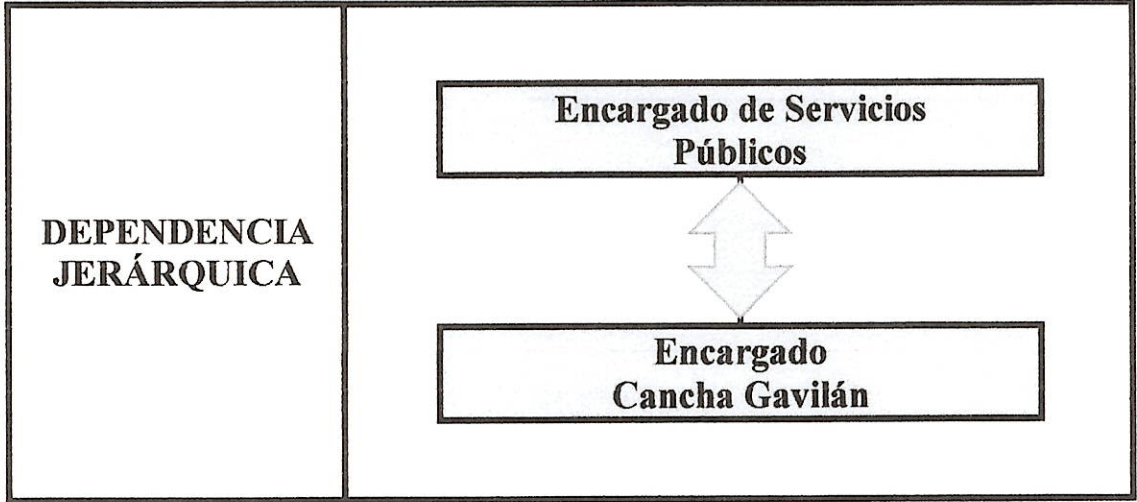 DEPENDENCIA
JERÁRQUICA
Encargado de Servicios
Públicos
Encargado
Cancha Gavilán